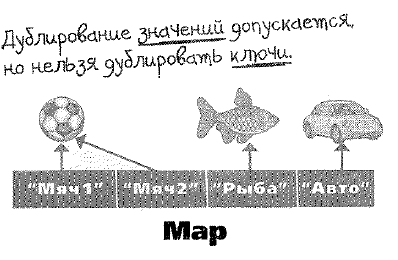 Дублирование значений допускается,
но нельзя дублировать ключи.
"Мяч1" "Мяч2" "Рыба" "Авто"
Map